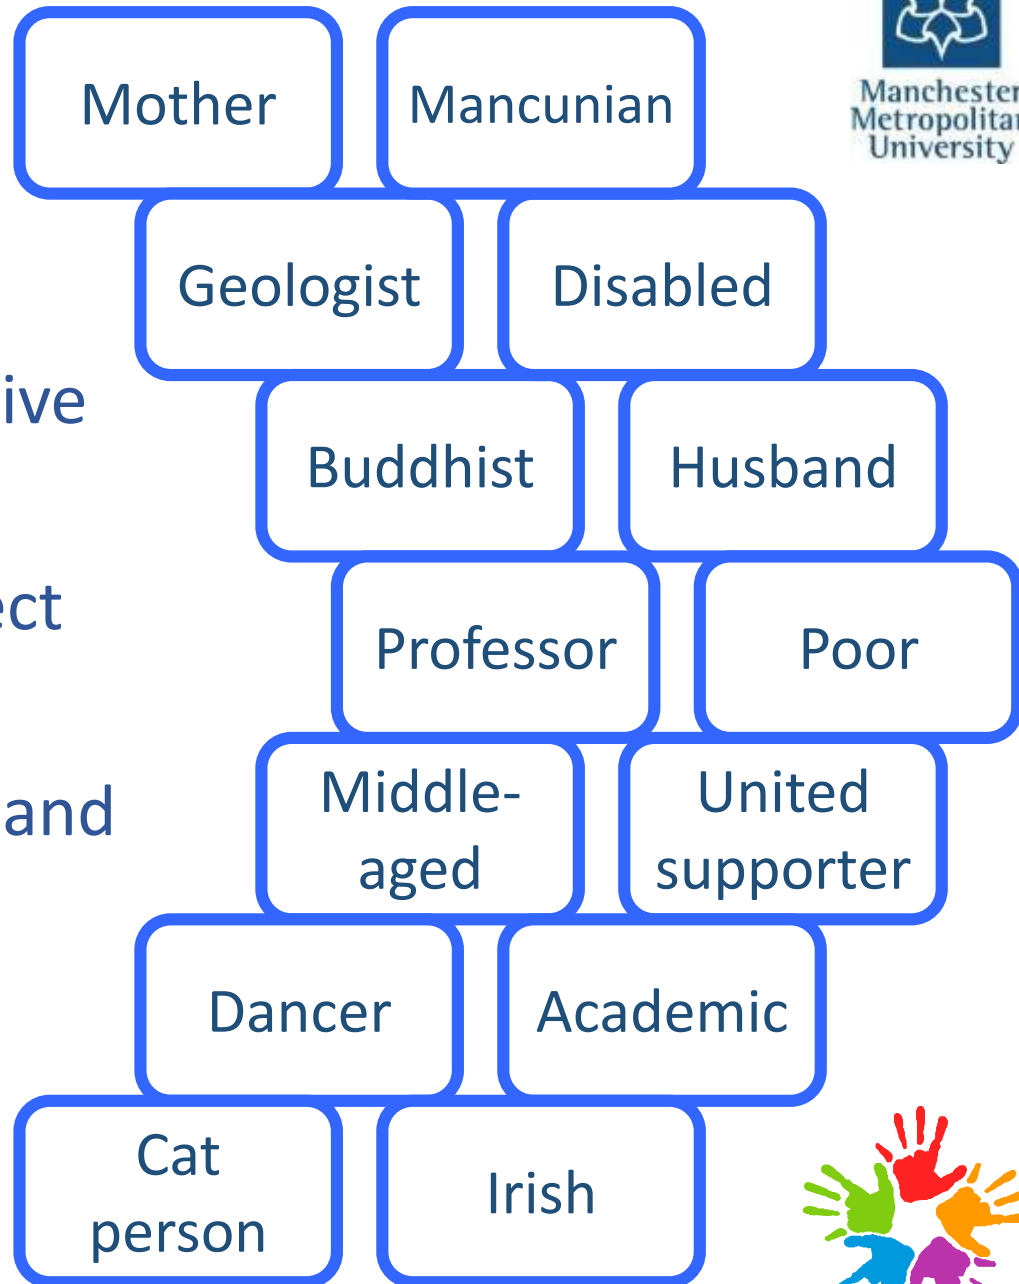 Mother
Mancunian
Manchester
Metropolitan
University
Geologist
Disabled
ive
Buddhist
Husband
ect
Professor
Poor
and
Middle-
aged
United
supporter
Dancer
Academic
Cat
person
Irish